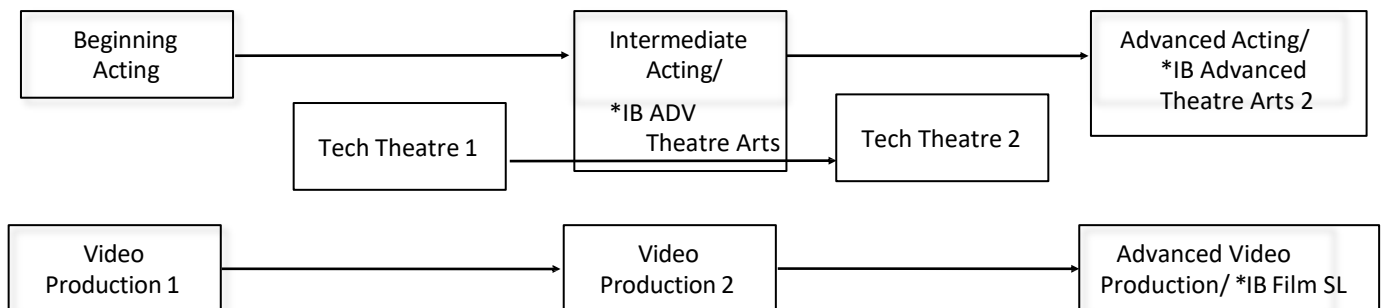 Beginning
Acting
Intermediate
Acting/
*IB ADV
Theatre Arts
Advanced Acting/
*IB Advanced
Theatre Arts 2
Tech Theatre 1
Tech Theatre 2
Video
Production 1
Video
Production 2
Advanced Video
Production/ *IB Film SL